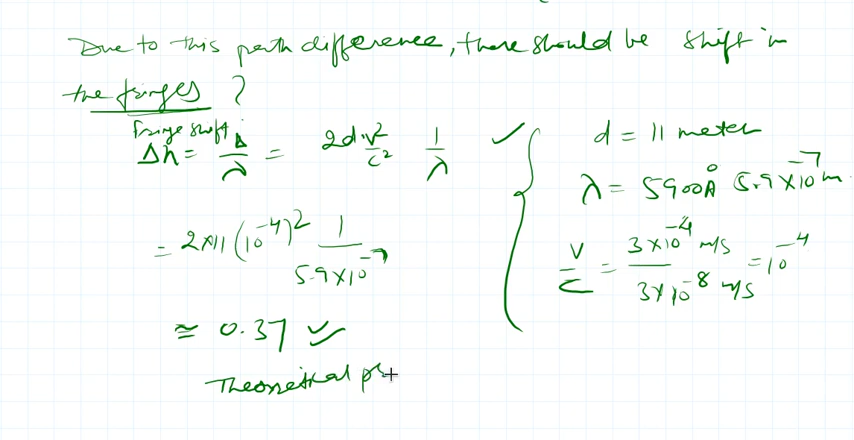 Due to this path difference, there should be shift in
the fringes ?
Fringe shift
Δn = Δ/λ = 2d v²/c² 1/λ ✓
= 2×11 (10⁻⁴)² 1/5.9×10⁻⁷
≈ 0.37 ✓
Theoretical
d = 11 meter
λ = 5900Å 5.9×10⁻⁷m
v/c = 3×10⁻⁴ m/s / 3×10⁻⁸ m/s = 10⁻⁴